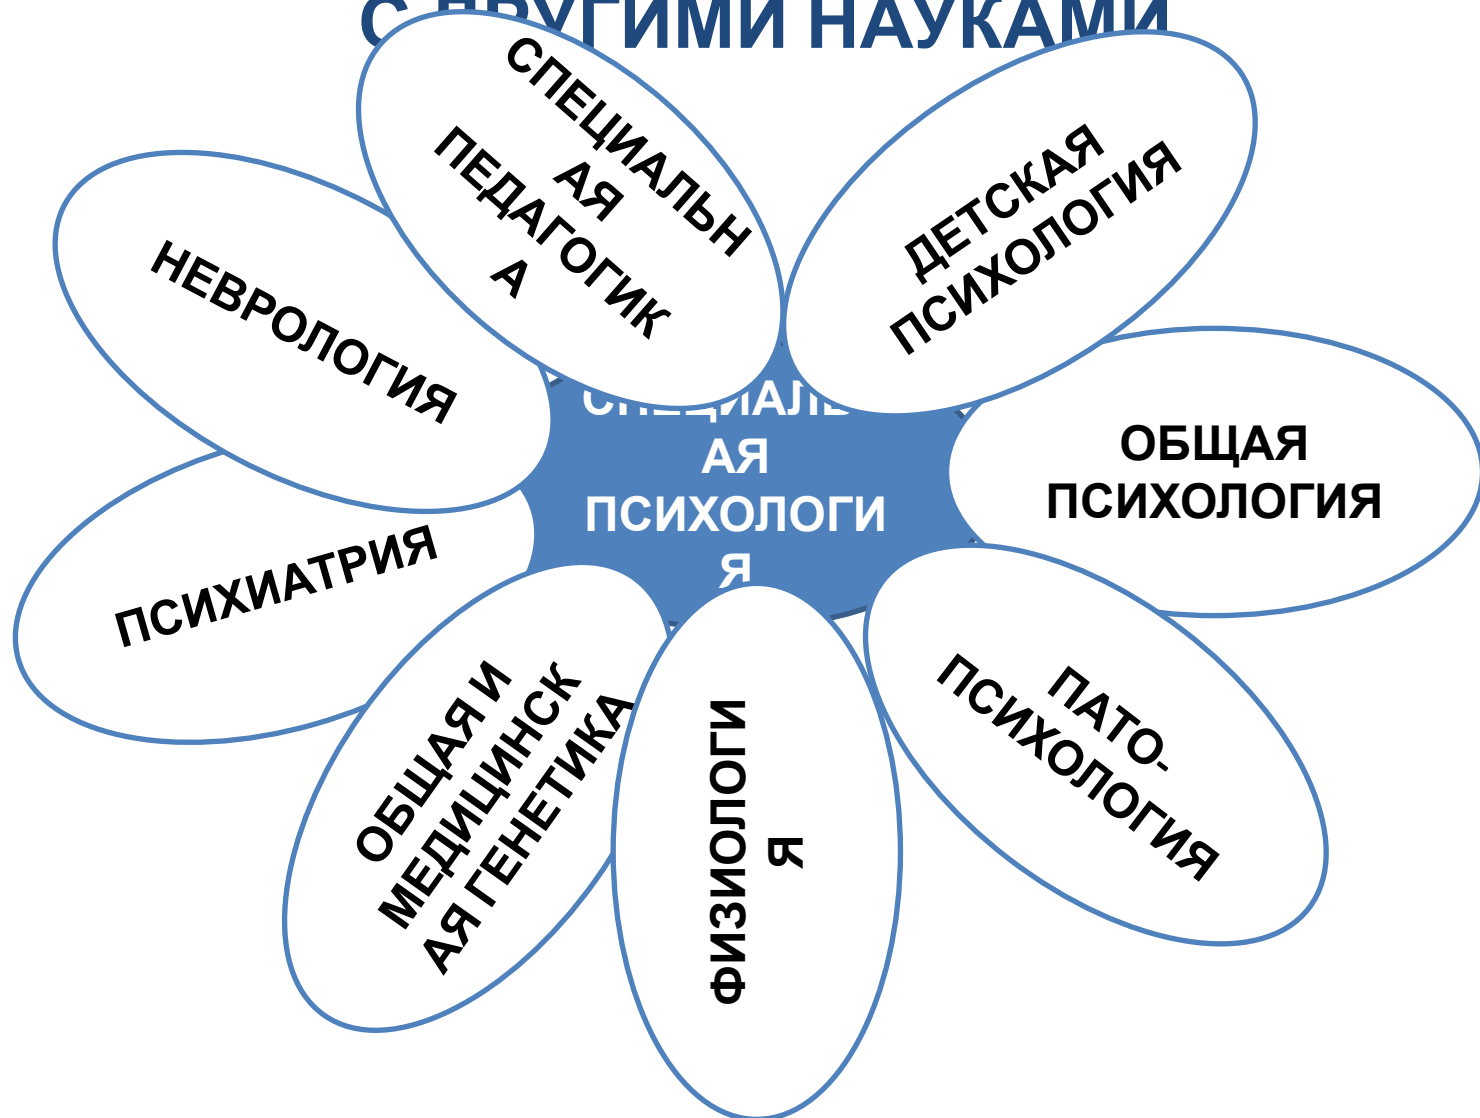 С ДРУГИМИ НАУКАМИ
СПЕЦИАЛЬН
АЯ
ПЕДАГОГИК
А
ДЕТСКАЯ
ПСИХОЛОГИЯ
НЕВРОЛОГИЯ
ОБЩАЯ
ПСИХОЛОГИЯ
АЯ
ПСИХОЛОГИ
Я
ПСИХИАТРИЯ
ОБЩАЯ И
МЕДИЦИНСК
АЯ ГЕНЕТИКА
ФИЗИОЛОГИ
Я
ПАТО-
ПСИХОЛОГИЯ